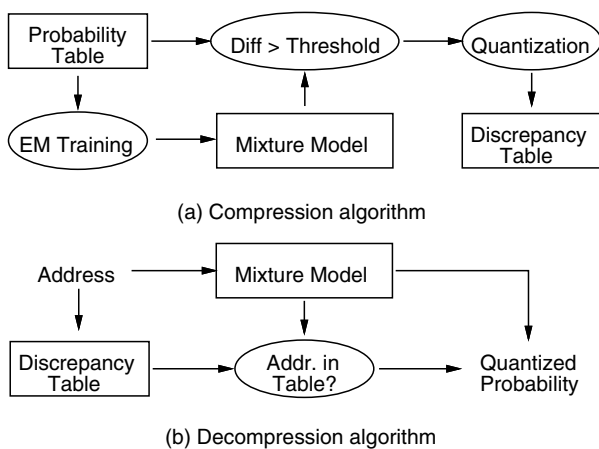 Probability
Table
Diff > Threshold
Quantization
EM Training
Mixture Model
Discrepancy
Table
(a) Compression algorithm
Address
Mixture Model
Discrepancy
Table
Addr. in
Table?
Quantized
Probability
(b) Decompression algorithm